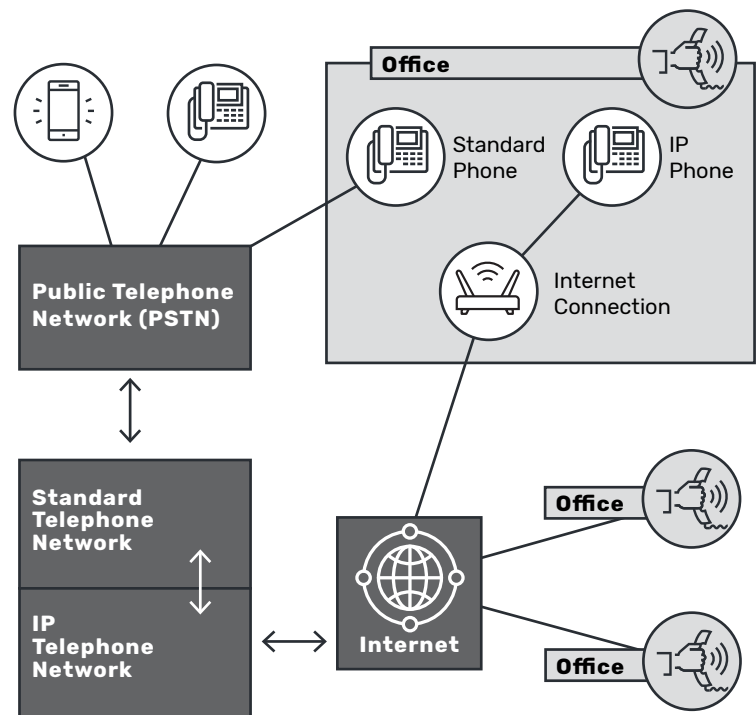 Office
Standard
Phone
IP
Phone
Internet
Connection
Public Telephone
Network (PSTN)
Standard
Telephone
Network
IP
Telephone
Network
Internet
Office
Office